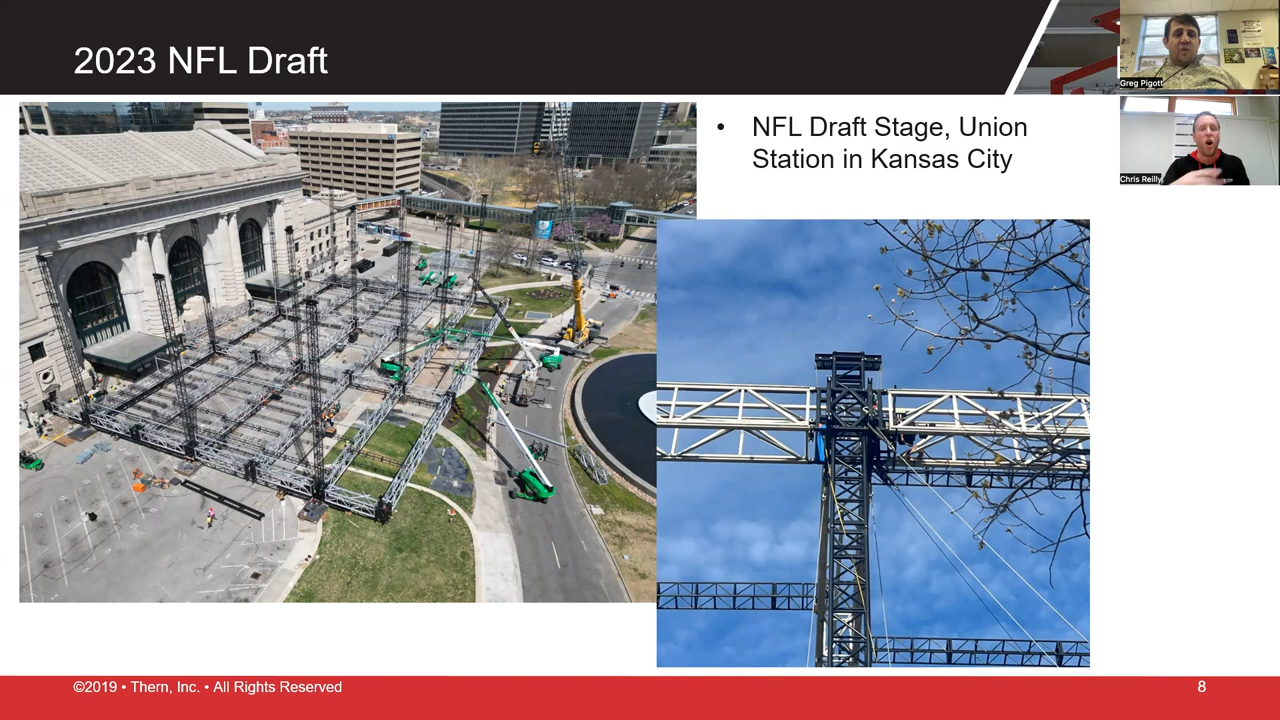 2023 NFL Draft
Greg Pigott
Chris Reilly
• NFL Draft Stage, Union
Station in Kansas City
©2019 • Thern, Inc. • All Rights Reserved
8